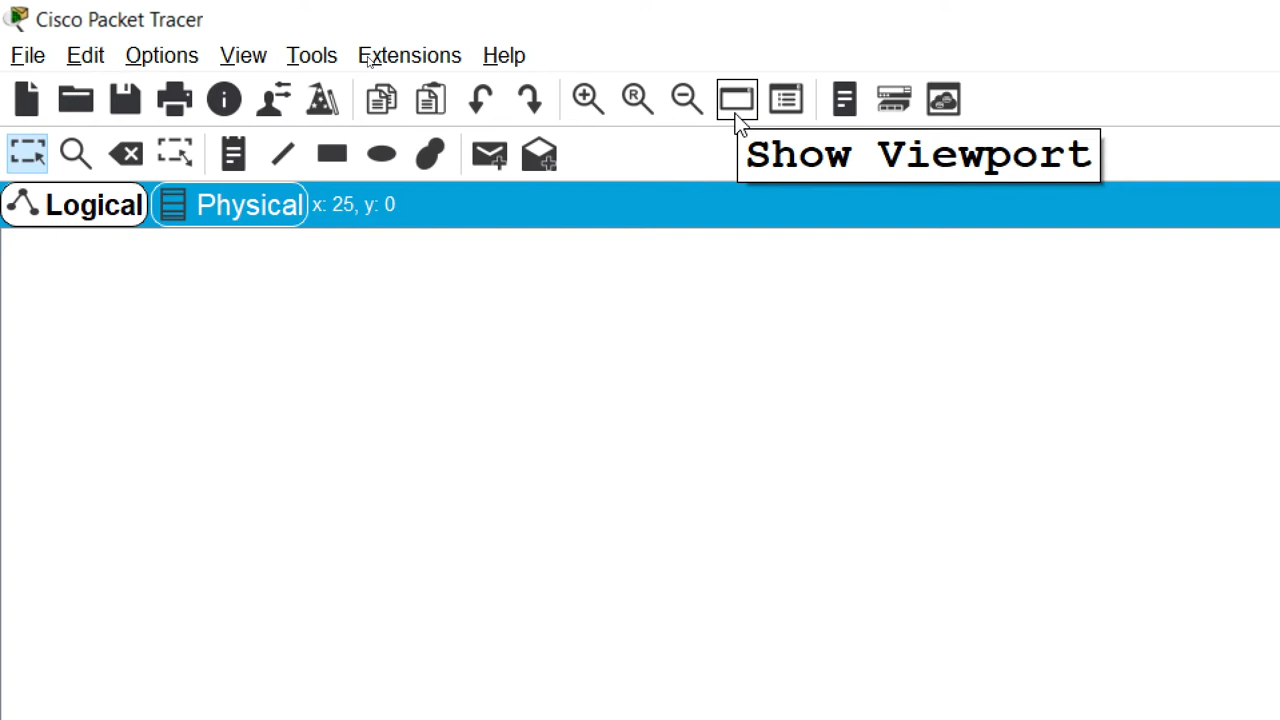 Cisco Packet Tracer
File Edit Options View Tools Extensions Help
R
Show Viewport
Logical Physical x: 25, y: 0